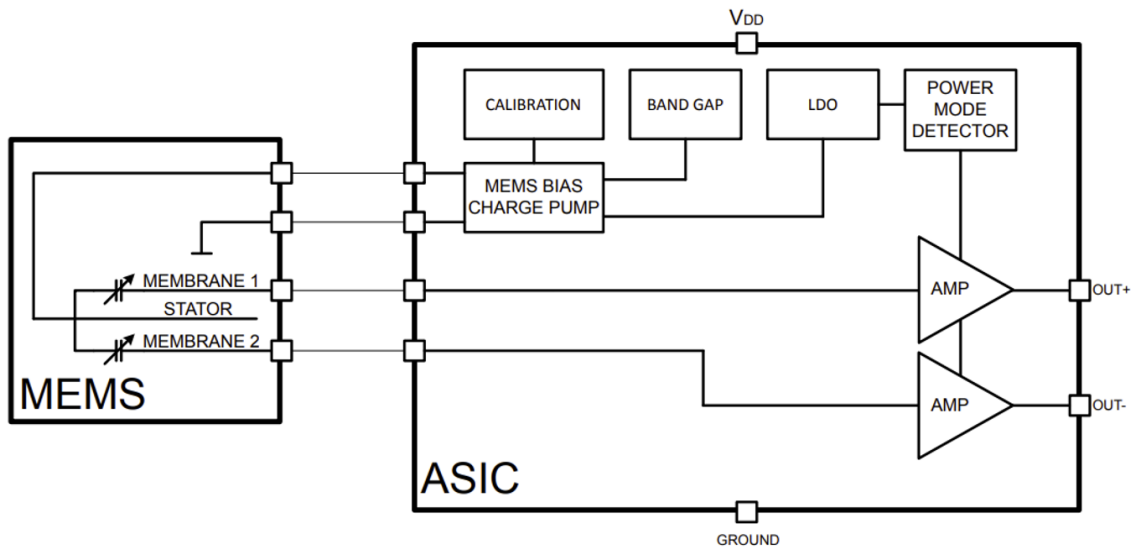 VDD
CALIBRATION
BAND GAP
LDO
POWER
MODE
DETECTOR
MEMS BIAS
CHARGE PUMP
MEMBRANE 1
STATOR
MEMBRANE 2
MEMS
AMP
OUT+
AMP
OUT-
ASIC
GROUND